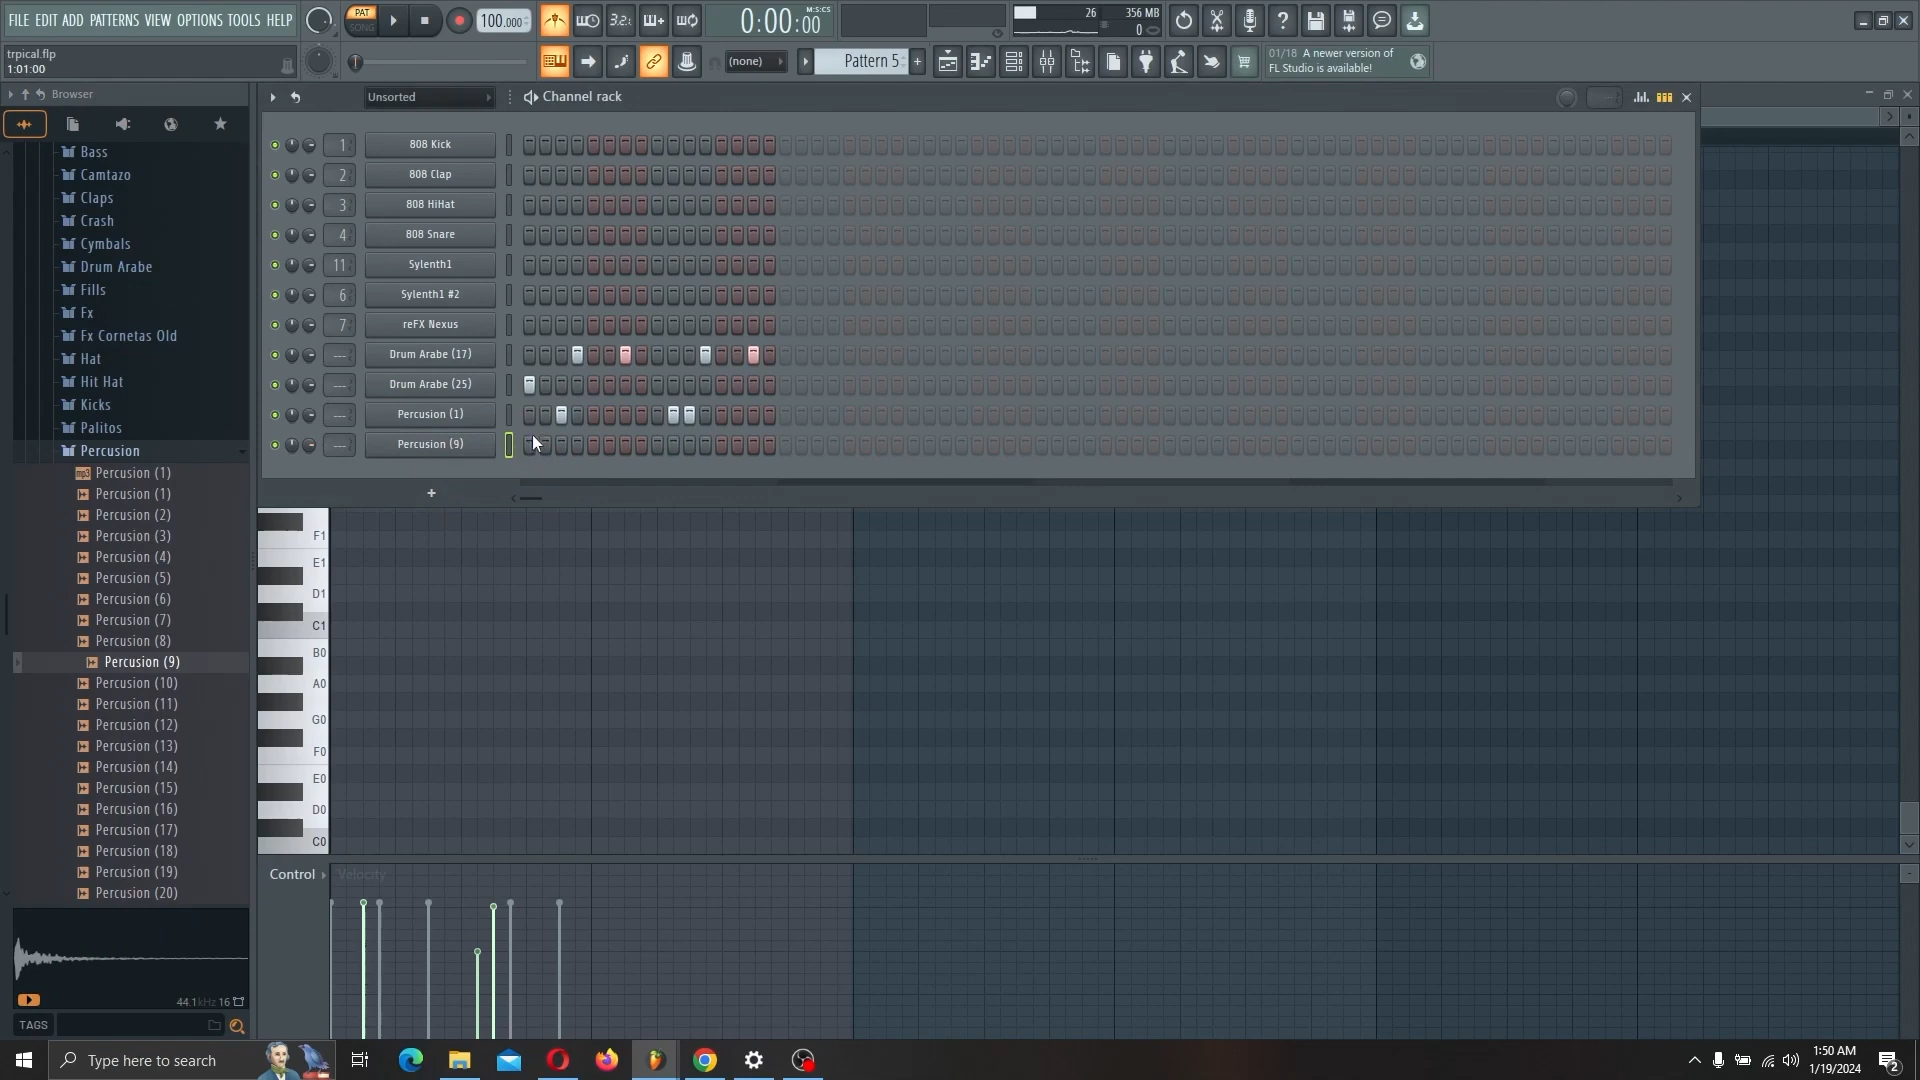 FILE EDIT ADD PATTERNS VIEW OPTIONS TOOLS HELP
PAT
SONG
100.000
3.2.
0:00:00
M:S:CS
26
356 MB
0
trpical.flp
1:01:00
(none)
Pattern 5
+
01/18 A newer version of
FL Studio is available!
Browser
Unsorted
Channel rack
Bass
Camtazo
Claps
Crash
Cymbals
Drum Arabe
Fills
Fx
Fx Cornetas Old
Hat
Hit Hat
Kicks
Palitos
Percusion
Percusion (1)
Percusion (1)
Percusion (2)
Percusion (3)
Percusion (4)
Percusion (5)
Percusion (6)
Percusion (7)
Percusion (8)
Percusion (9)
Percusion (10)
Percusion (11)
Percusion (12)
Percusion (13)
Percusion (14)
Percusion (15)
Percusion (16)
Percusion (17)
Percusion (18)
Percusion (19)
Percusion (20)
44.1kHz 16
TAGS
1 808 Kick
2 808 Clap
3 808 HiHat
4 808 Snare
11 Sylenth1
6 Sylenth1 #2
7 reFX Nexus
--- Drum Arabe (17)
--- Drum Arabe (25)
--- Percusion (1)
--- Percusion (9)
+
F1
E1
D1
C1
B0
A0
G0
F0
E0
D0
C0
Control
Velocity
Type here to search
1:50 AM
1/19/2024
2